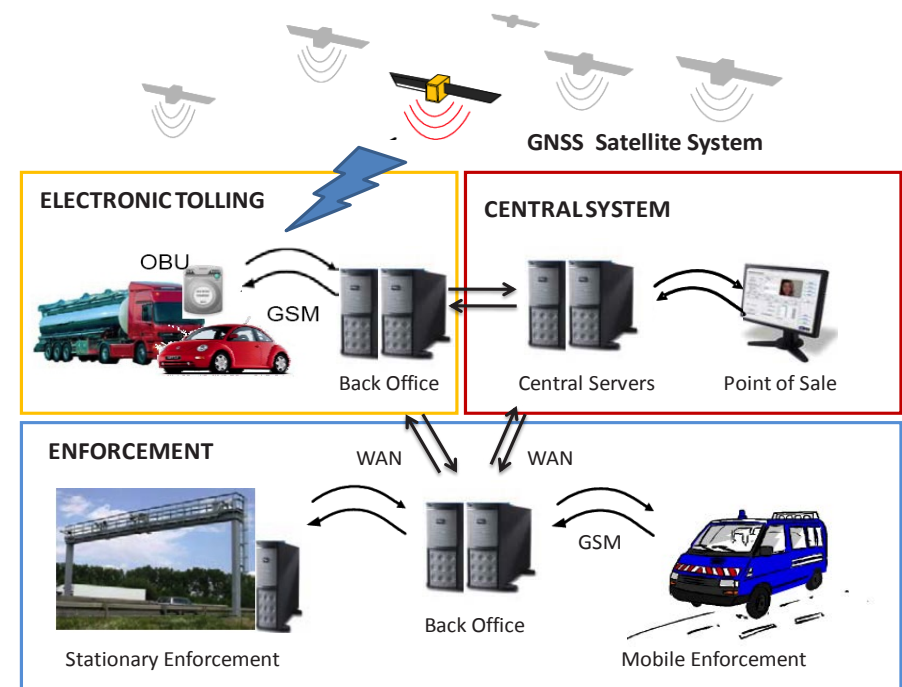 GNSS Satellite System
ELECTRONIC TOLLING
OBU
GSM
Back Office
CENTRAL SYSTEM
Central Servers
Point of Sale
ENFORCEMENT
WAN
WAN
GSM
Back Office
Stationary Enforcement
Mobile Enforcement